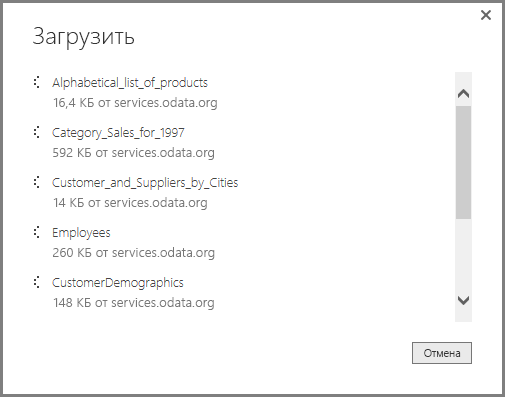 Загрузить
Alphabetical_list_of_products
16,4 КБ от services.odata.org
Category_Sales_for_1997
592 КБ от services.odata.org
Customer_and_Suppliers_by_Cities
14 КБ от services.odata.org
Employees
260 КБ от services.odata.org
CustomerDemographics
148 КБ от services.odata.org
Отмена